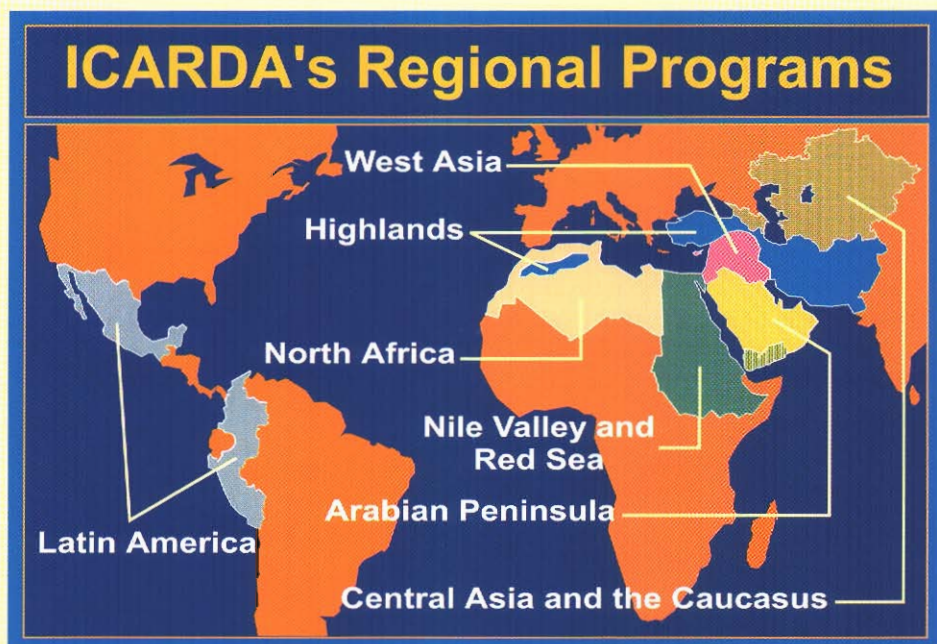 ICARDA's Regional Programs
West Asia
Highlands
North Africa
Nile Valley and
Red Sea
Arabian Peninsula
Latin America
Central Asia and the Caucasus